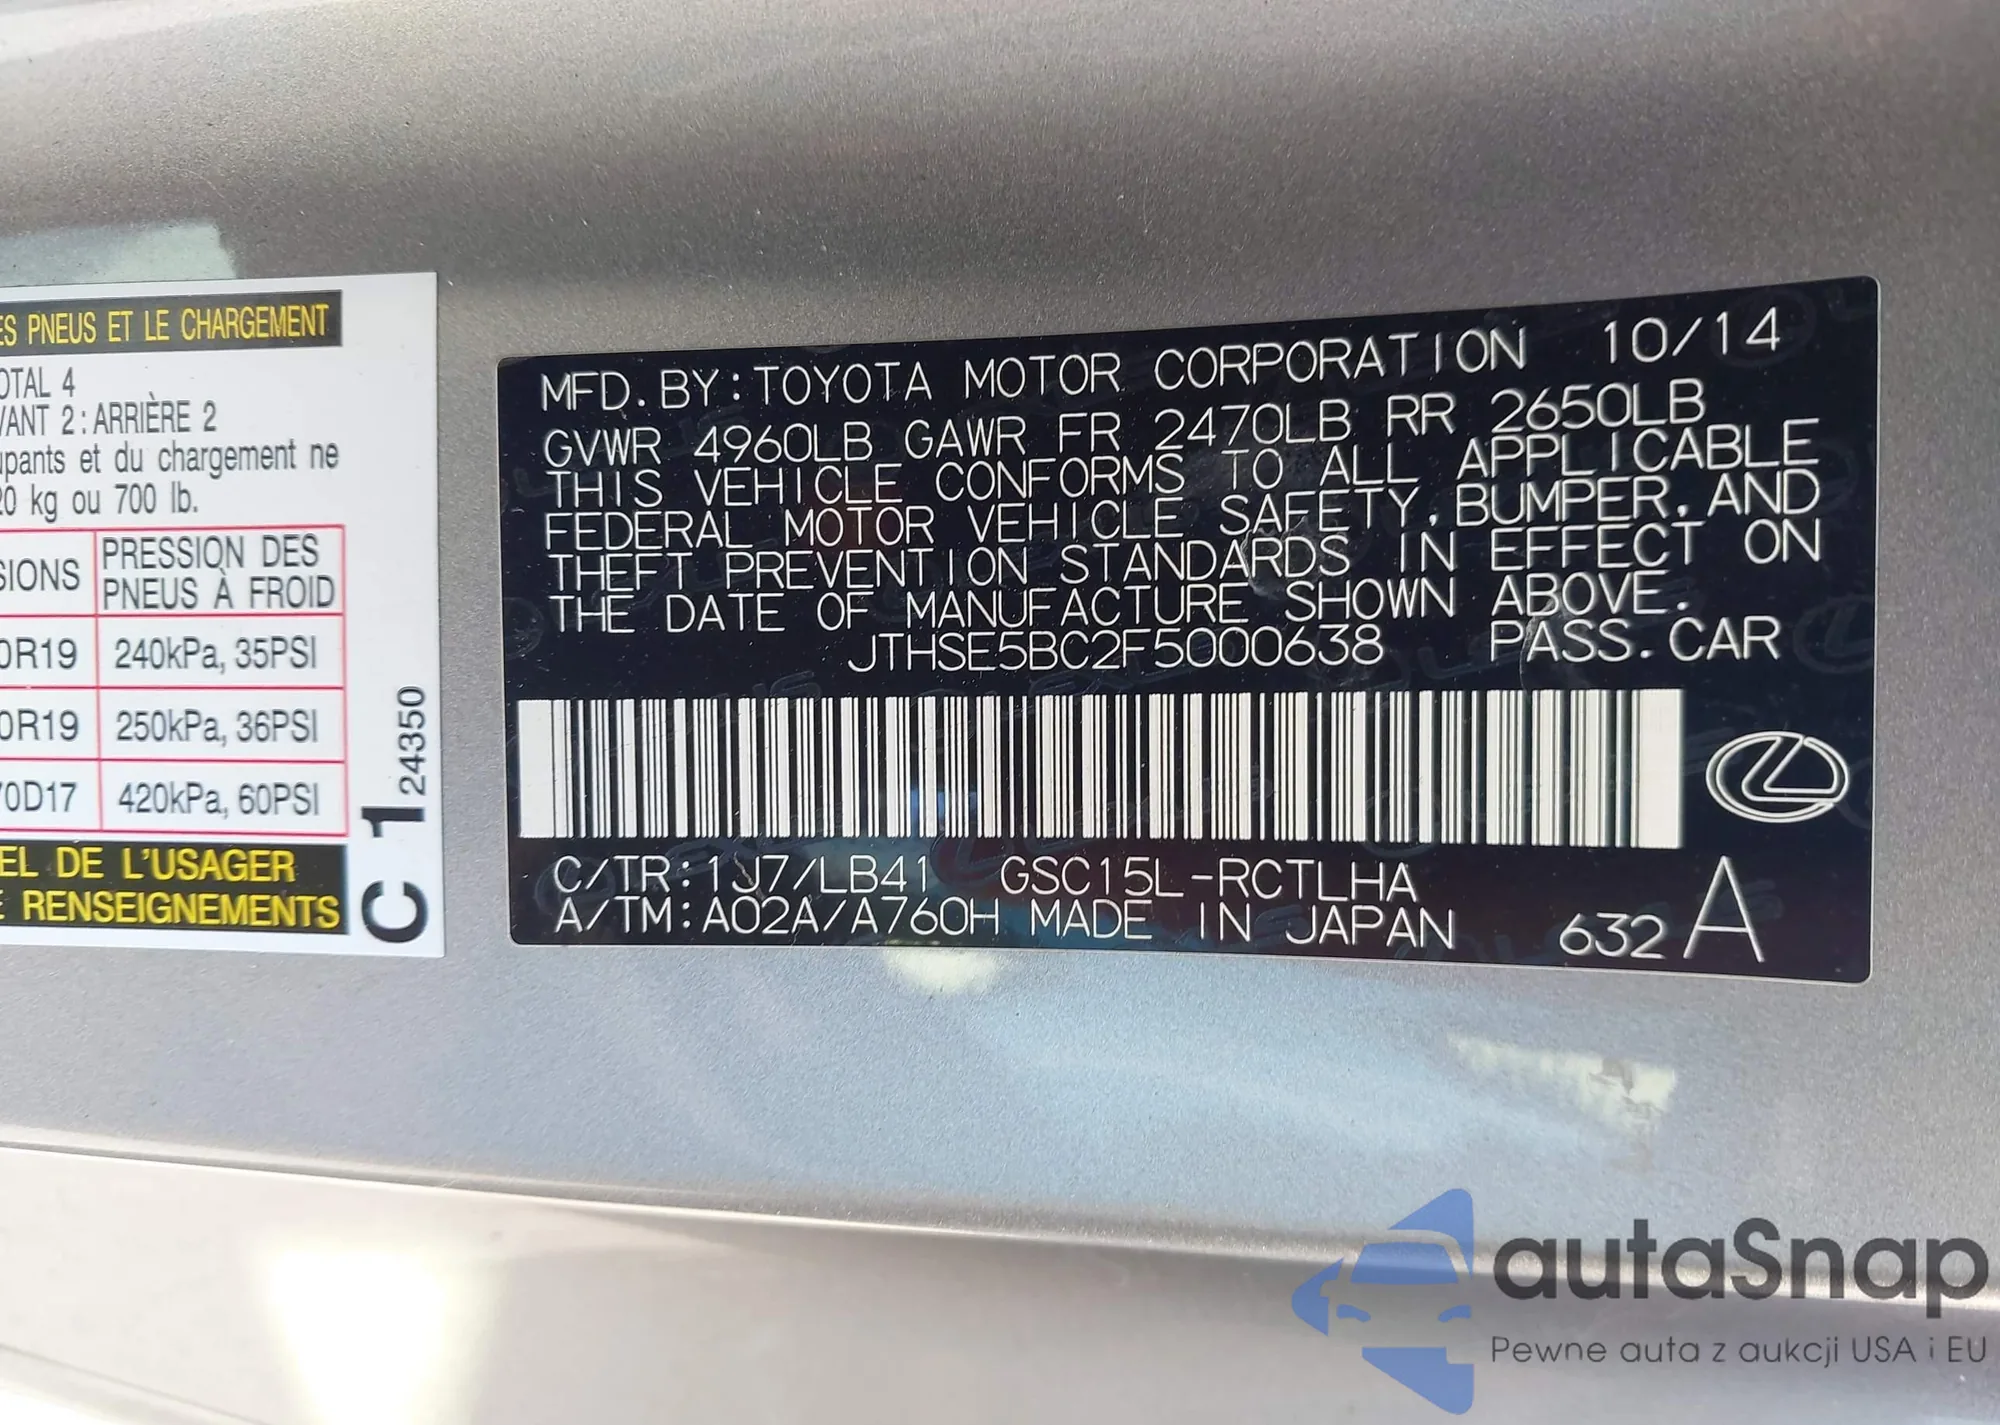 ES PNEUS ET LE CHARGEMENT
OTAL 4
VANT 2 : ARRIÈRE 2
upants et du chargement ne
20 kg ou 700 lb.
SIONS
PRESSION DES
PNEUS À FROID
0R19
240kPa, 35PSI
0R19
250kPa, 36PSI
70D17
420kPa, 60PSI
EL DE L'USAGER
E RENSEIGNEMENTS
C1 24350
MFD. BY: TOYOTA MOTOR CORPORATION 10/14
GVWR 4960LB GAWR FR 2470LB RR 2650LB
THIS VEHICLE CONFORMS TO ALL APPLICABLE
FEDERAL MOTOR VEHICLE SAFETY, BUMPER, AND
THEFT PREVENTION STANDARDS IN EFFECT ON
THE DATE OF MANUFACTURE SHOWN ABOVE.
JTHSE5BC2F5000638 PASS. CAR
C/TR: 1J7/LB41 GSC15L-RCTLHA
A/TM: A02A/A760H MADE IN JAPAN
632 A
autaSnap
Pewne auta z aukcji USA i EU